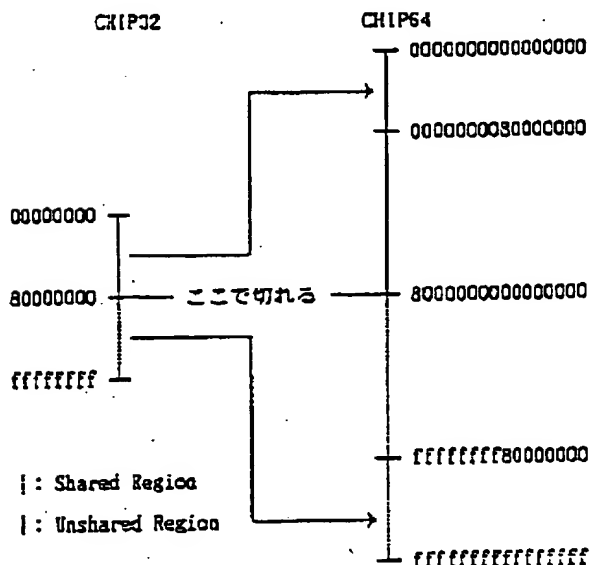 CHIP32
CHIP64
0000000000000000
0000000080000000
00000000
80000000
ここで切れる
8000000000000000
ffffffff
ffffffff80000000
|: Shared Region
|: Unshared Region
ffffffffffffffff